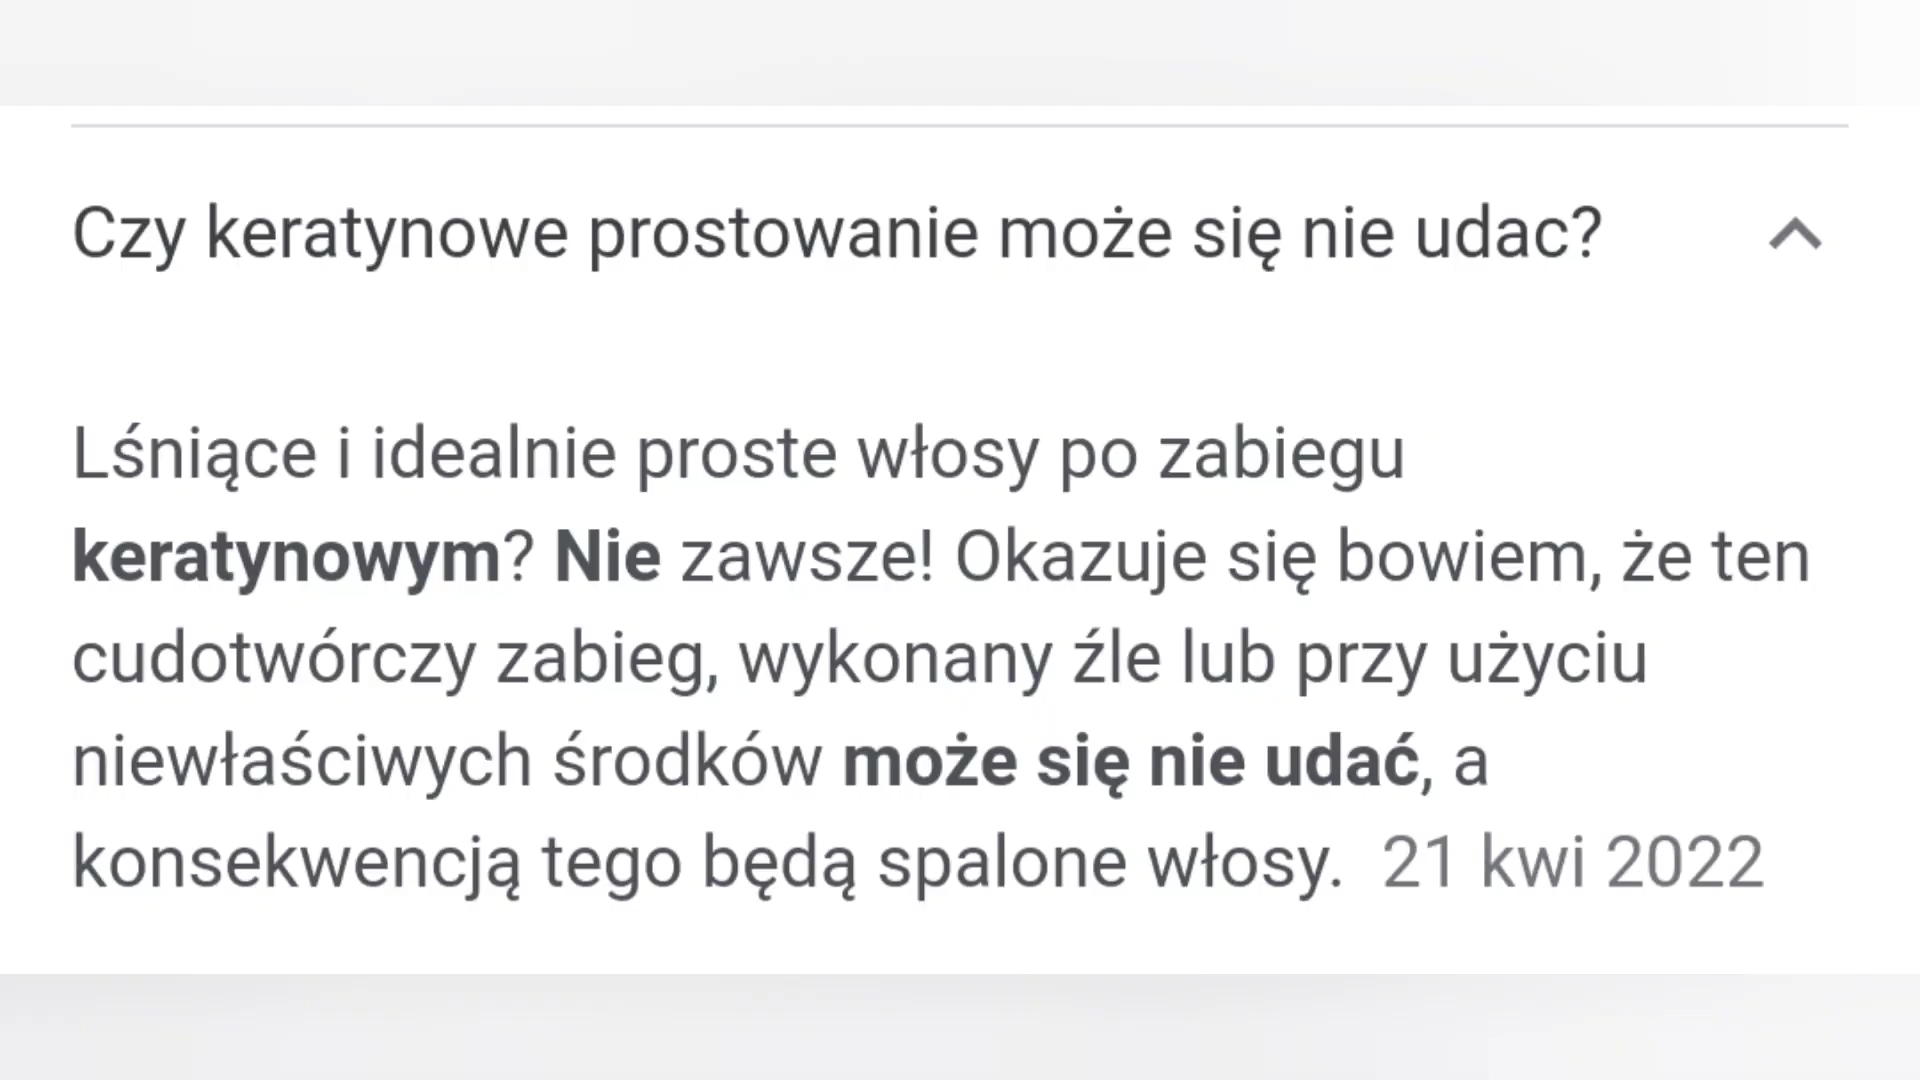 Czy keratynowe prostowanie może się nie udac?
Lśniące i idealnie proste włosy po zabiegu
keratynowym? Nie zawsze! Okazuje się bowiem, że ten
cudotwórczy zabieg, wykonany źle lub przy użyciu
niewłaściwych środków może się nie udać, a
konsekwencją tego będą spalone włosy. 21 kwi 2022